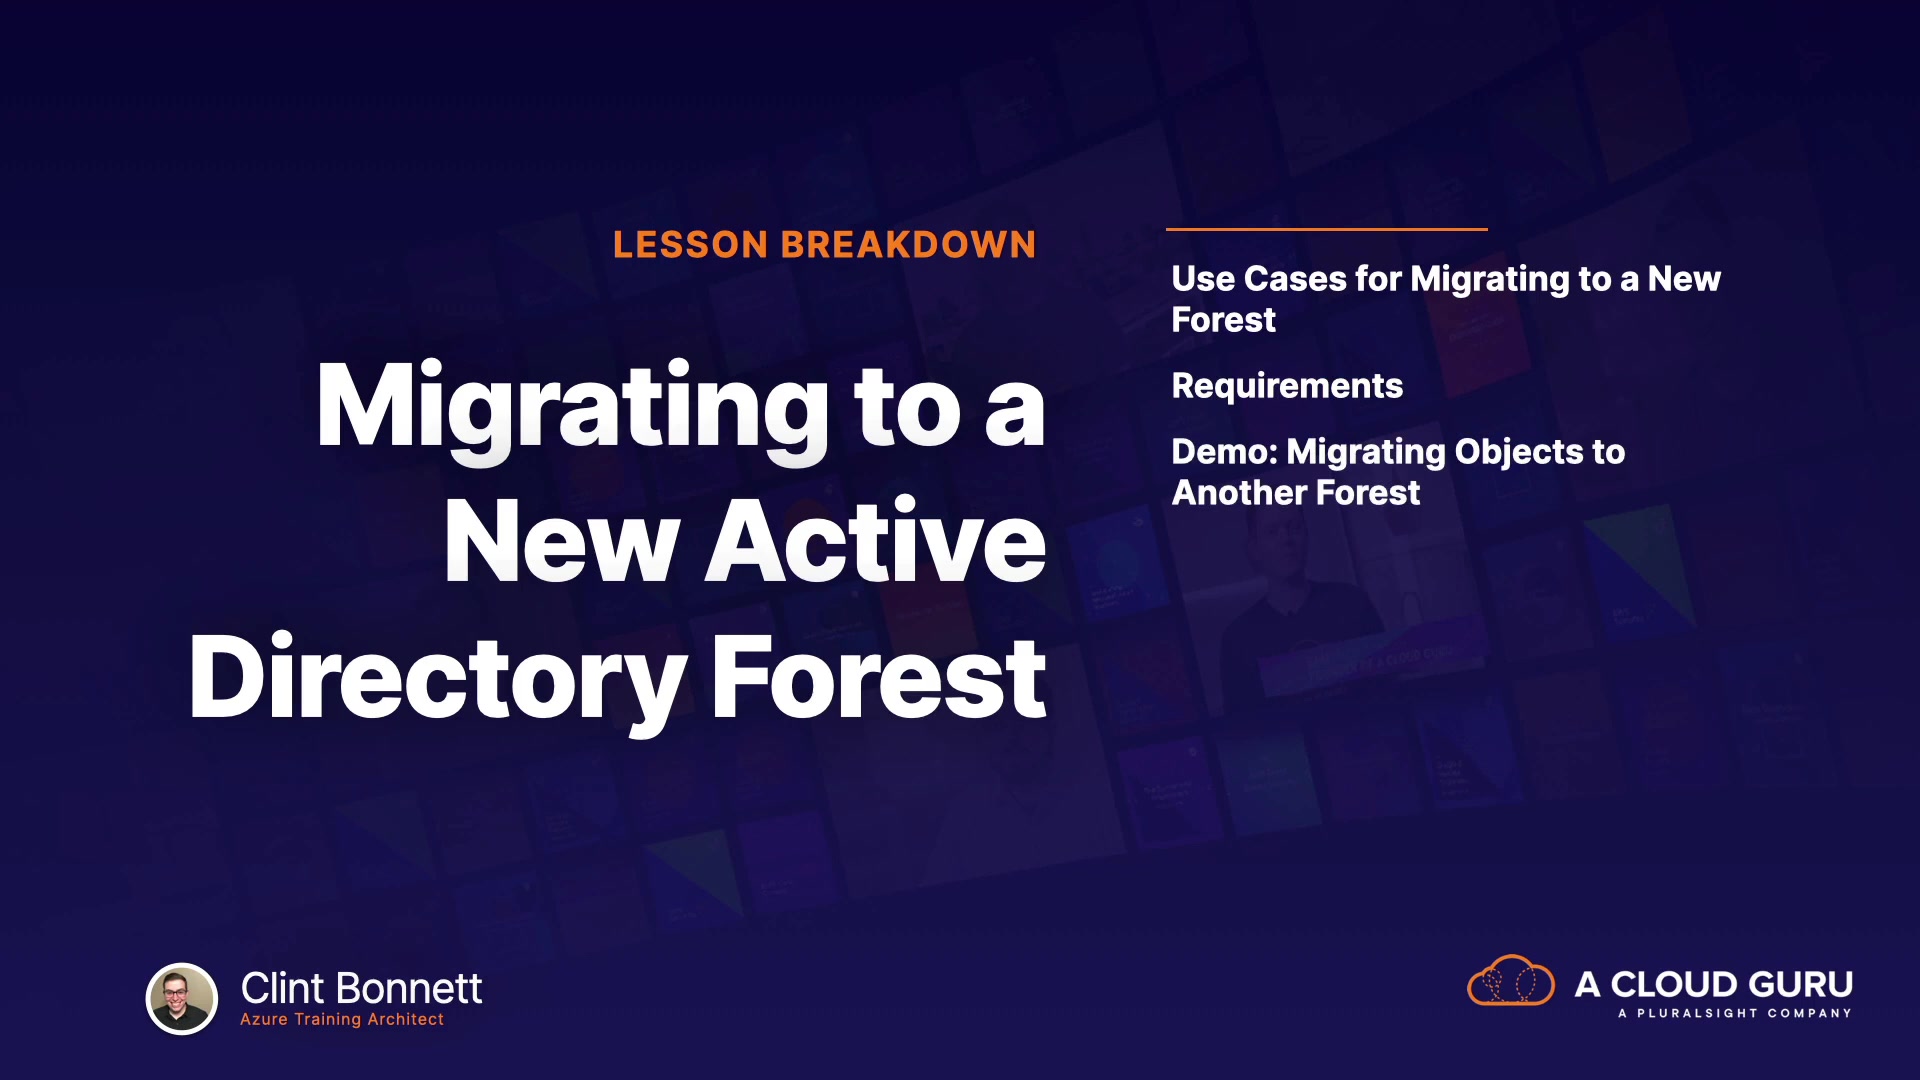 LESSON BREAKDOWN
Migrating to a
New Active
Directory Forest
Use Cases for Migrating to a New
Forest
Requirements
Demo: Migrating Objects to
Another Forest
Clint Bonnett
Azure Training Architect
A CLOUD GURU
A PLURALSIGHT COMPANY